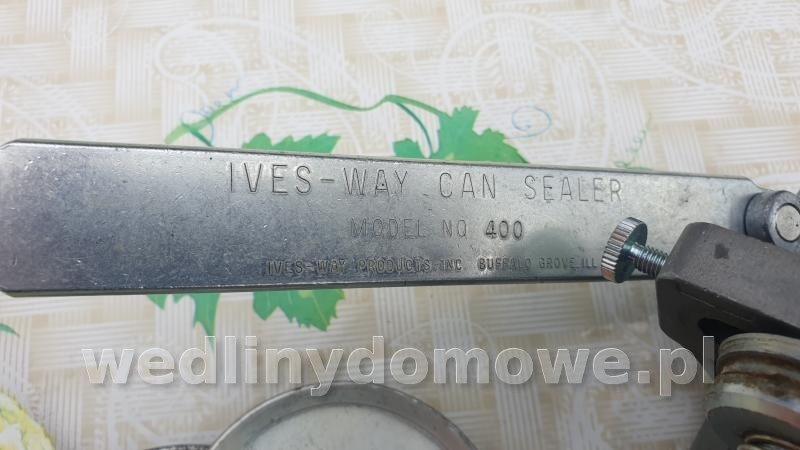 IVES-WAY CAN SEALER
MODEL NO 400
IVES-WAY PRODUCTS, INC. BUFFALO GROVE, ILL
wedlinydomowe.pl